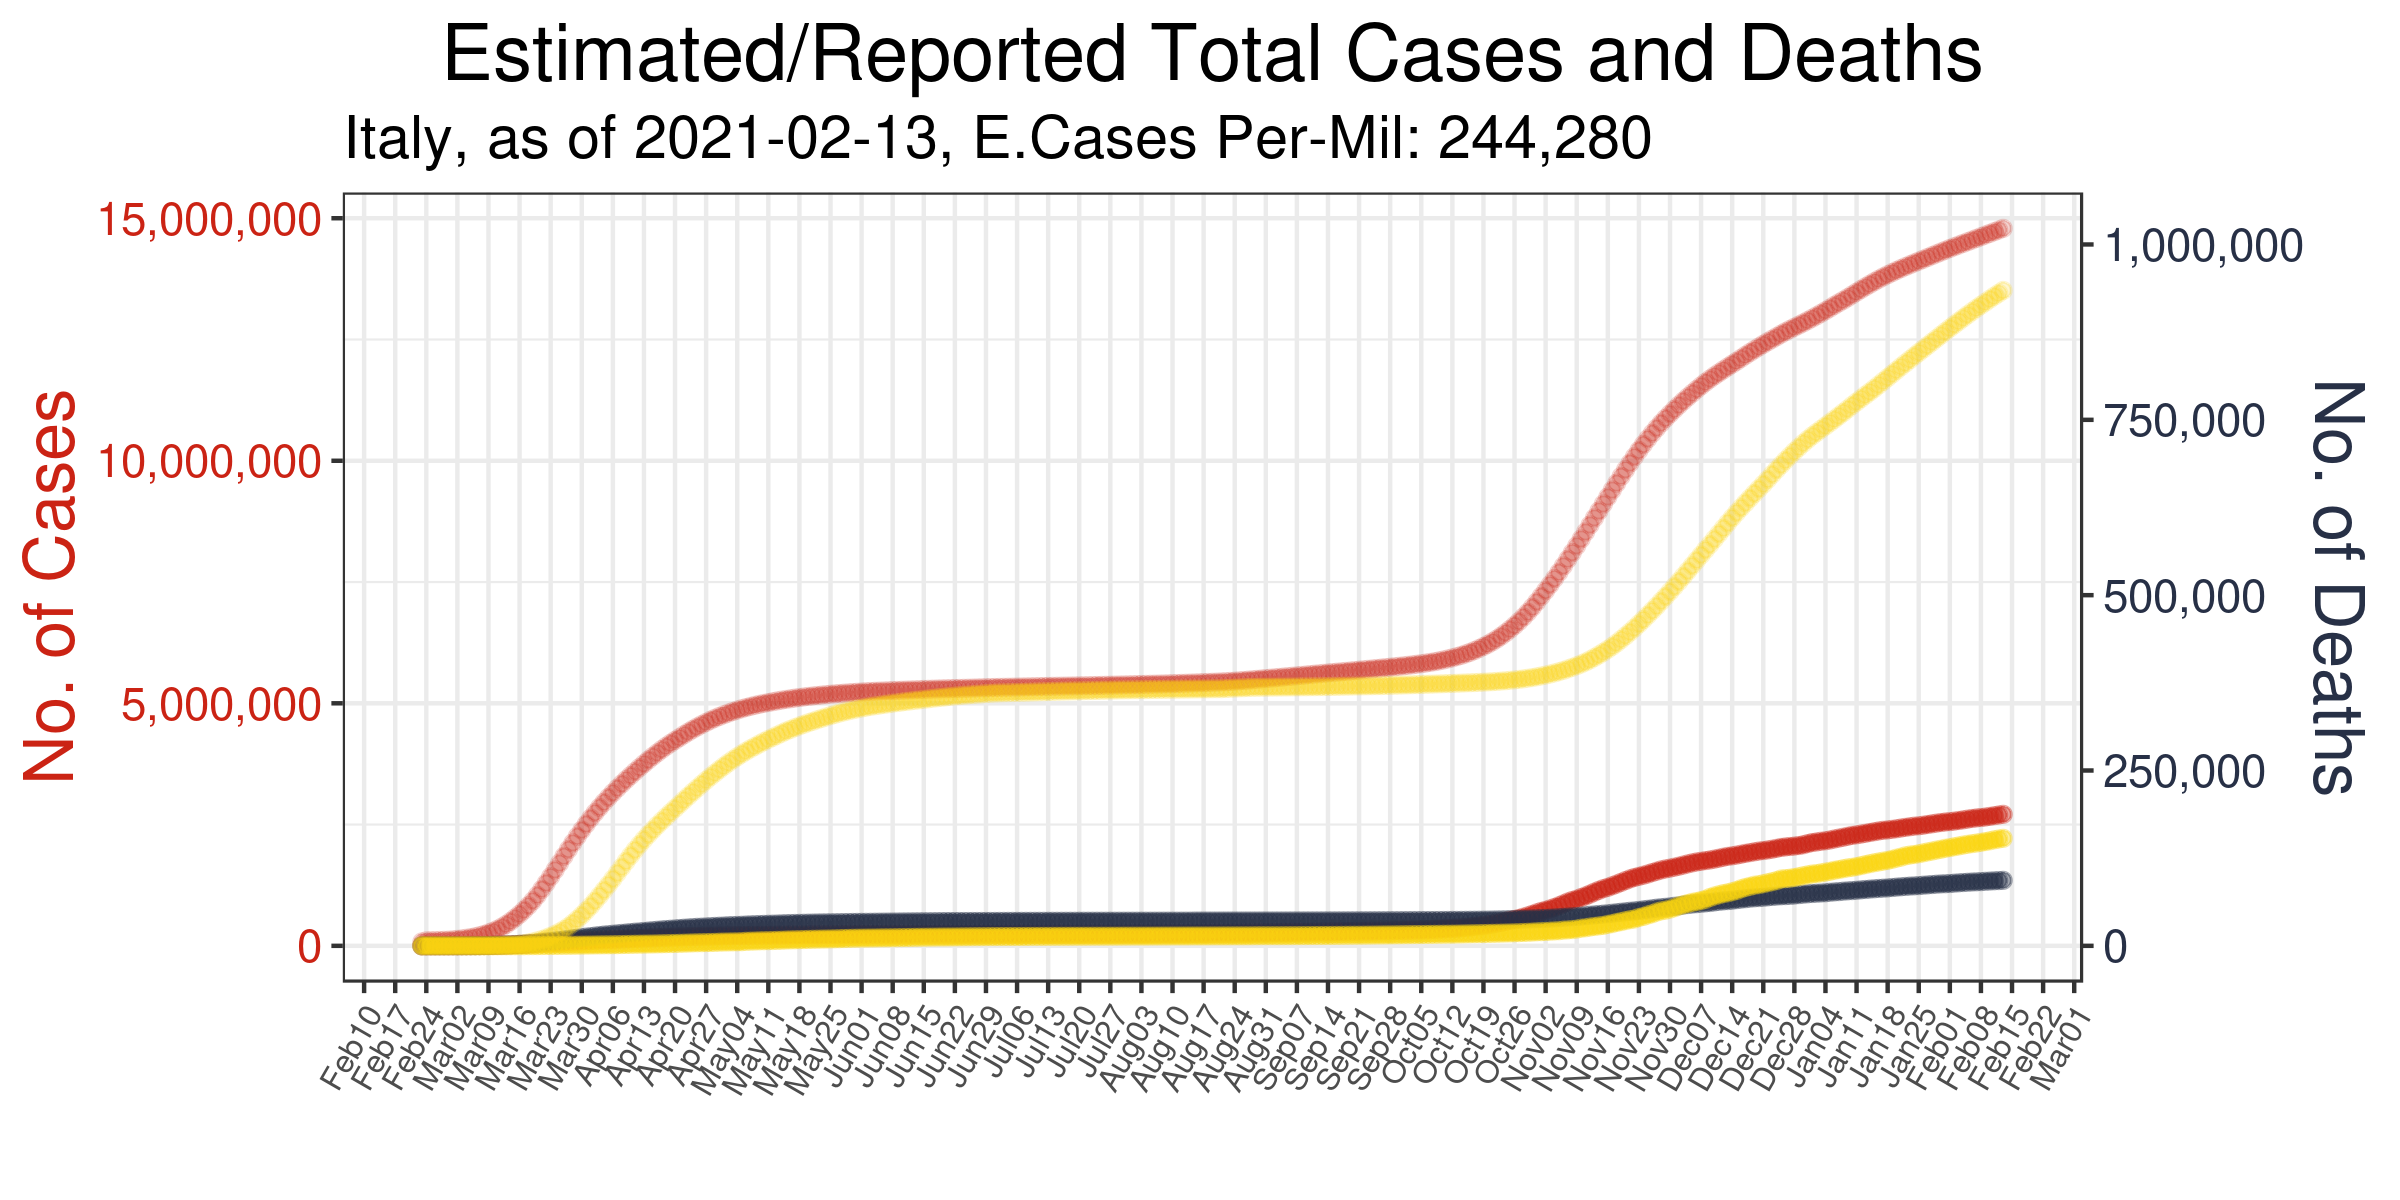 Estimated/Reported Total Cases and Deaths
Italy, as of 2021-02-13, E.Cases Per-Mil: 244,280
No. of Cases
15,000,000
10,000,000
5,000,000
0
1,000,000
750,000
500,000
250,000
0
No. of Deaths
Feb10
Feb17
Feb24
Mar02
Mar09
Mar16
Mar23
Mar30
Apr06
Apr13
Apr20
Apr27
May04
May11
May18
May25
Jun01
Jun08
Jun15
Jun22
Jun29
Jul06
Jul13
Jul20
Jul27
Aug03
Aug10
Aug17
Aug24
Aug31
Sep07
Sep14
Sep21
Sep28
Oct05
Oct12
Oct19
Oct26
Nov02
Nov09
Nov16
Nov23
Nov30
Dec07
Dec14
Dec21
Dec28
Jan04
Jan11
Jan18
Jan25
Feb01
Feb08
Feb15
Feb22
Mar01